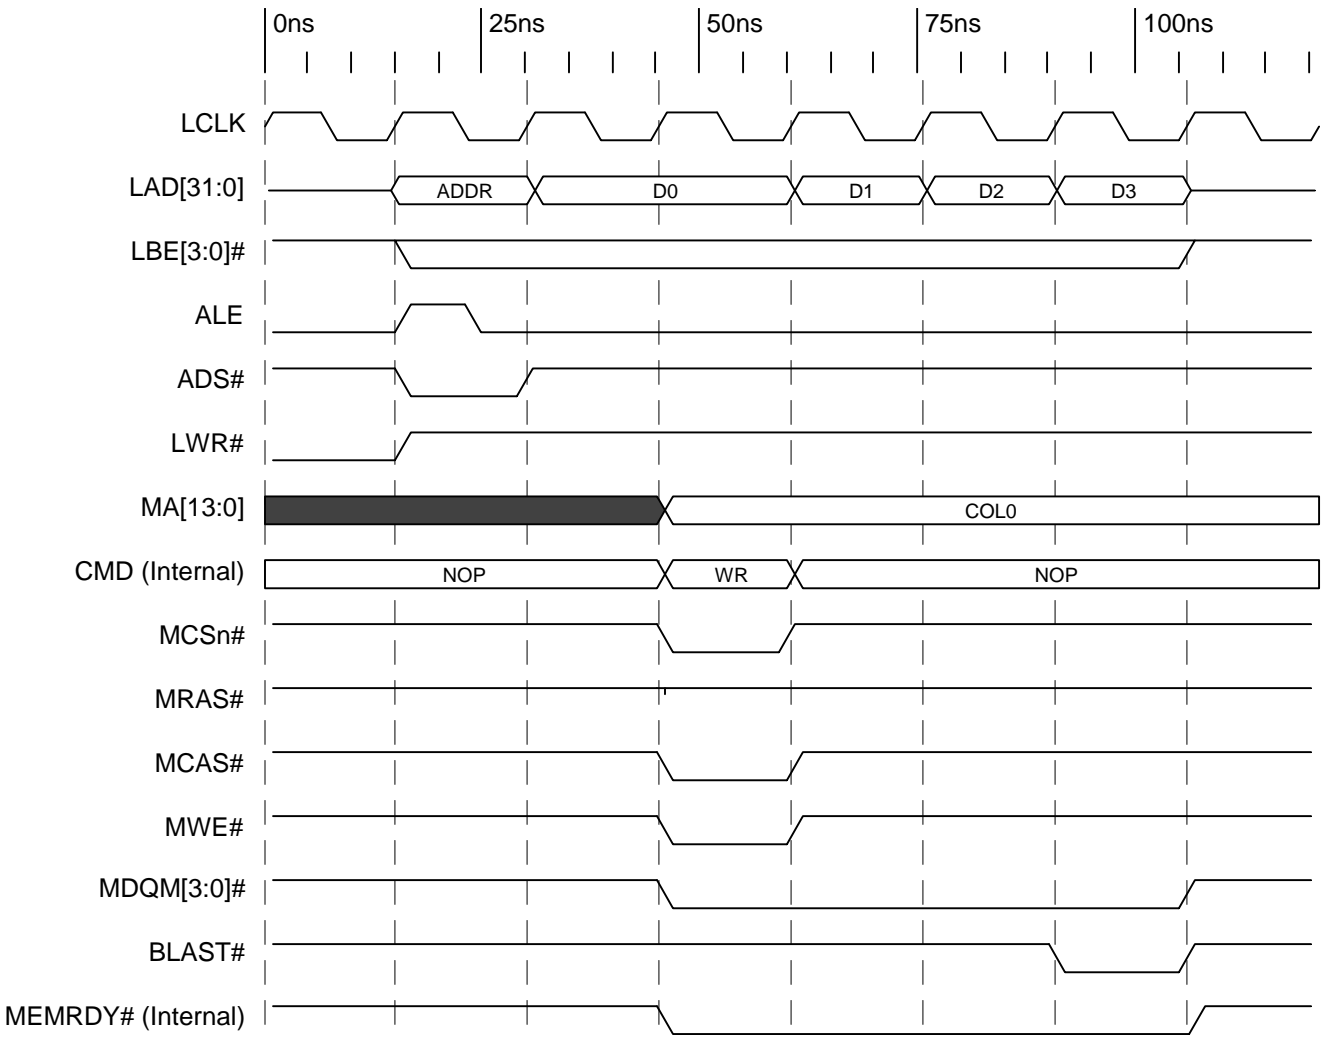 0ns 25ns 50ns 75ns 100ns
LCLK
LAD[31:0] ADDR D0 D1 D2 D3
LBE[3:0]#
ALE
ADS#
LWR#
MA[13:0] COL0
CMD (Internal) NOP WR NOP
MCSn#
MRAS#
MCAS#
MWE#
MDQM[3:0]#
BLAST#
MEMRDY# (Internal)